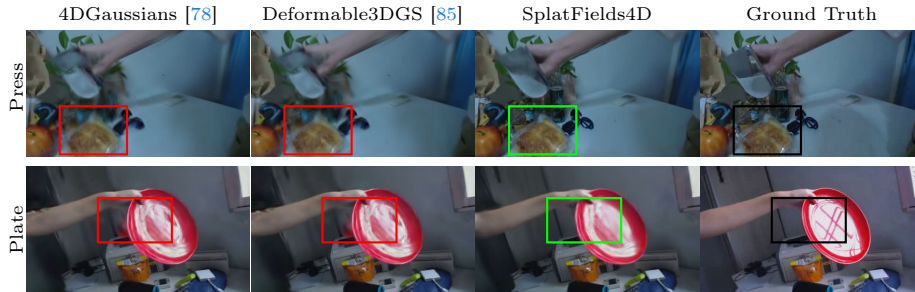 4DGaussians [78] Deformable3DGS [85] SplatFields4D Ground Truth
Press
Plate